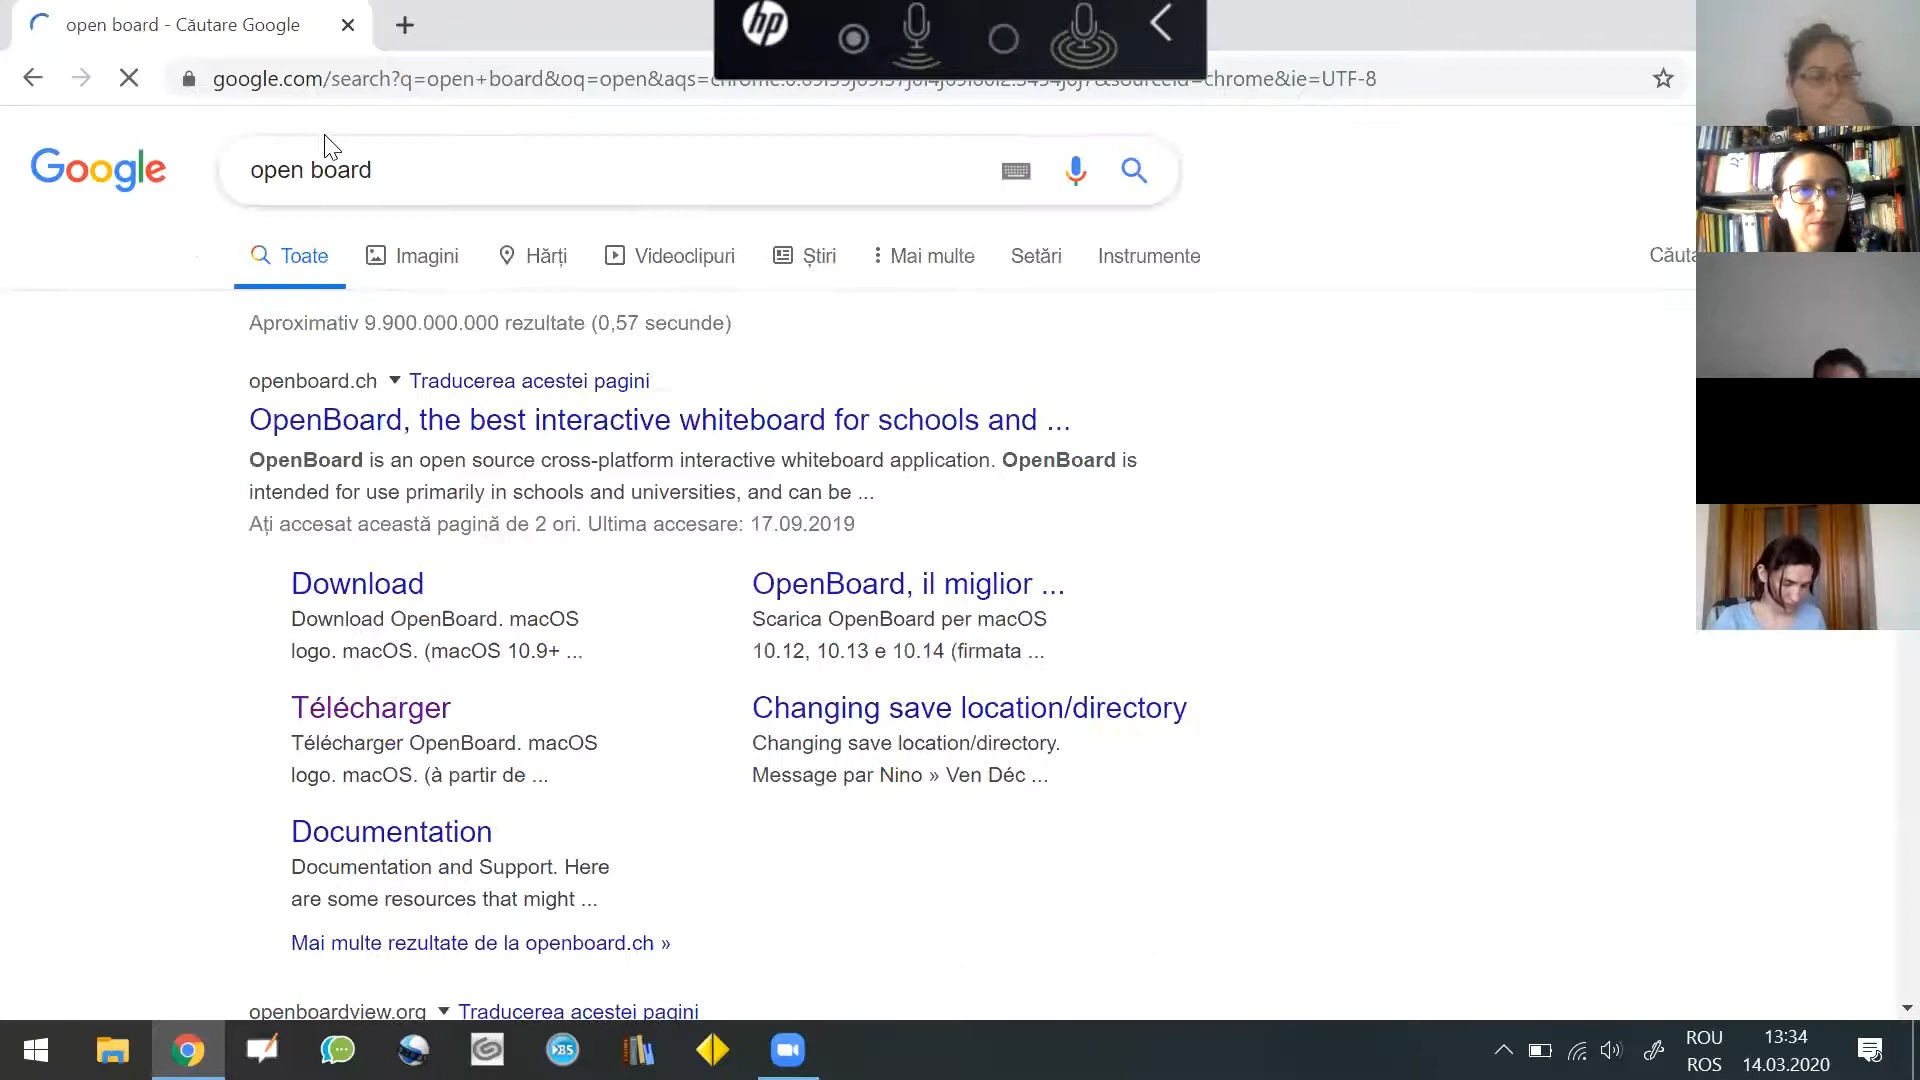 open board - Căutare Google
hp
google.com/search?q=open+board&oq=open&aqs=
chrome&ie=UTF-8
Google
open board
Toate
Imagini
Hărți
Videoclipuri
Știri
Mai multe
Setări
Instrumente
Căuta
Aproximativ 9.900.000.000 rezultate (0,57 secunde)
openboard.ch
Traducerea acestei pagini
OpenBoard, the best interactive whiteboard for schools and ...
OpenBoard is an open source cross-platform interactive whiteboard application. OpenBoard is
intended for use primarily in schools and universities, and can be ...
Ați accesat această pagină de 2 ori. Ultima accesare: 17.09.2019
Download
Download OpenBoard. macOS
logo. macOS. (macOS 10.9+ ...
OpenBoard, il miglior ...
Scarica OpenBoard per macOS
10.12, 10.13 e 10.14 (firmata ...
Télécharger
Télécharger OpenBoard. macOS
logo. macOS. (à partir de ...
Changing save location/directory
Changing save location/directory.
Message par Nino » Ven Déc ...
Documentation
Documentation and Support. Here
are some resources that might ...
Mai multe rezultate de la openboard.ch »
openboardview.org
Traducerea acestei pagini
ROU
ROS
13:34
14.03.2020